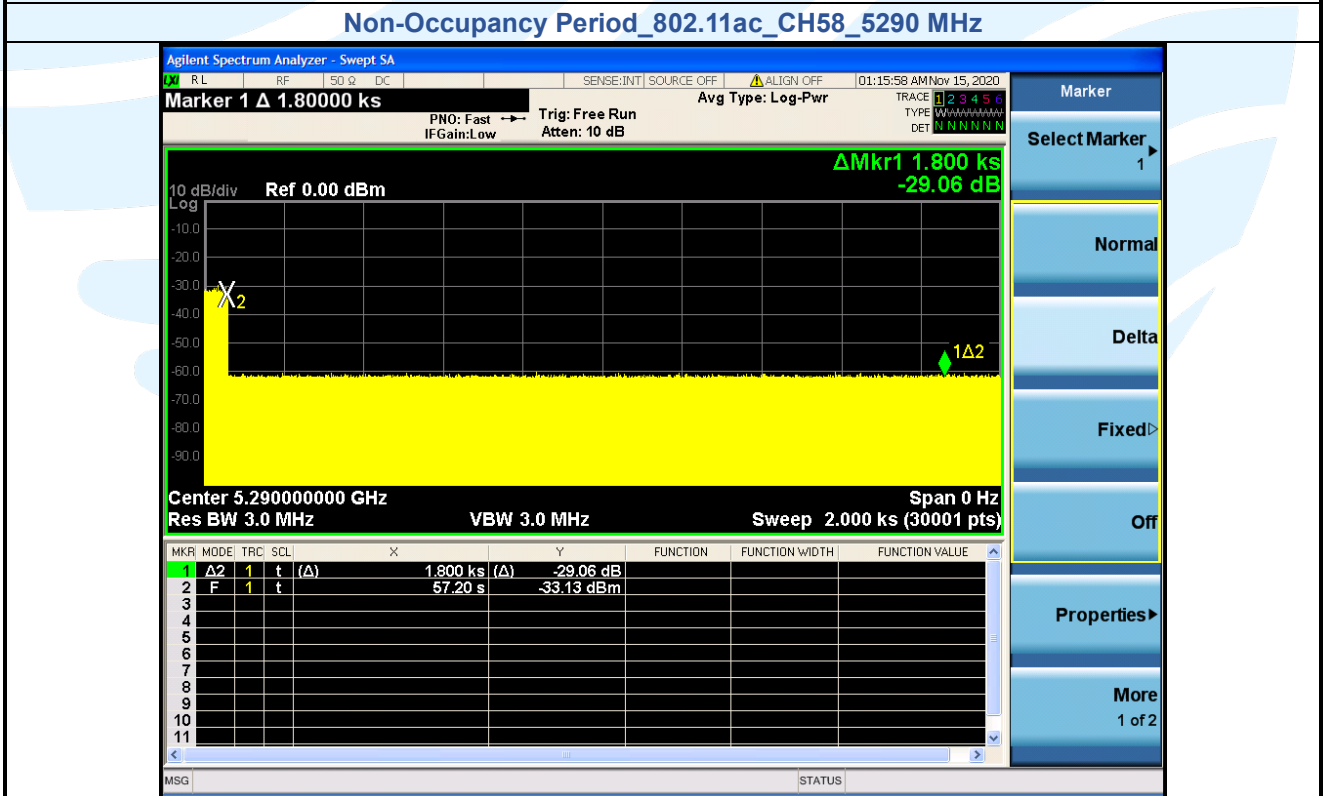 Non-Occupancy Period_802.11ac_CH58_5290 MHz
Agilent Spectrum Analyzer - Swept SA
LXI RL RF 50 Ω DC SENSE:INT SOURCE OFF ⚠ALIGN OFF 01:15:58 AM Nov 15, 2020
Marker 1 Δ 1.80000 ks
PNO: Fast
IFGain:Low
Trig: Free Run
Atten: 10 dB
Avg Type: Log-Pwr
TRACE 1 2 3 4 5 6
TYPE WWWWWW
DET N N N N N N
ΔMkr1 1.800 ks
-29.06 dB
10 dB/div Ref 0.00 dBm
Log
-10.0
-20.0
-30.0
-40.0
-50.0
-60.0
-70.0
-80.0
-90.0
2
1Δ2
Center 5.290000000 GHz Span 0 Hz
Res BW 3.0 MHz VBW 3.0 MHz Sweep 2.000 ks (30001 pts)
MKR MODE TRC SCL X Y FUNCTION FUNCTION WIDTH FUNCTION VALUE
1 Δ2 1 t (Δ) 1.800 ks (Δ) -29.06 dB
2 F 1 t 57.20 s -33.13 dBm
3
4
5
6
7
8
9
10
11
MSG STATUS
Marker
Select Marker
1
Normal
Delta
Fixed
Off
Properties
More
1 of 2